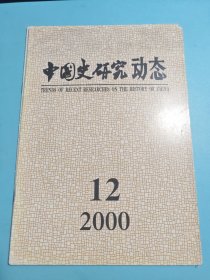 中国史研究动态
TRENDS OF RECENT RESEARCHES ON THE HISTORY OF CHINA
12
2000